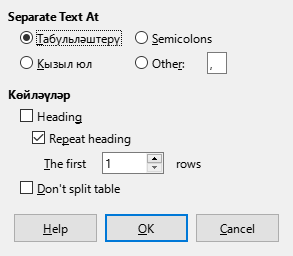 Separate Text At
Табульләштерү Semicolons
Кызыл юл Other: ,
Көйләүләр
Heading
Repeat heading
The first 1 rows
Don't split table
Help OK Cancel